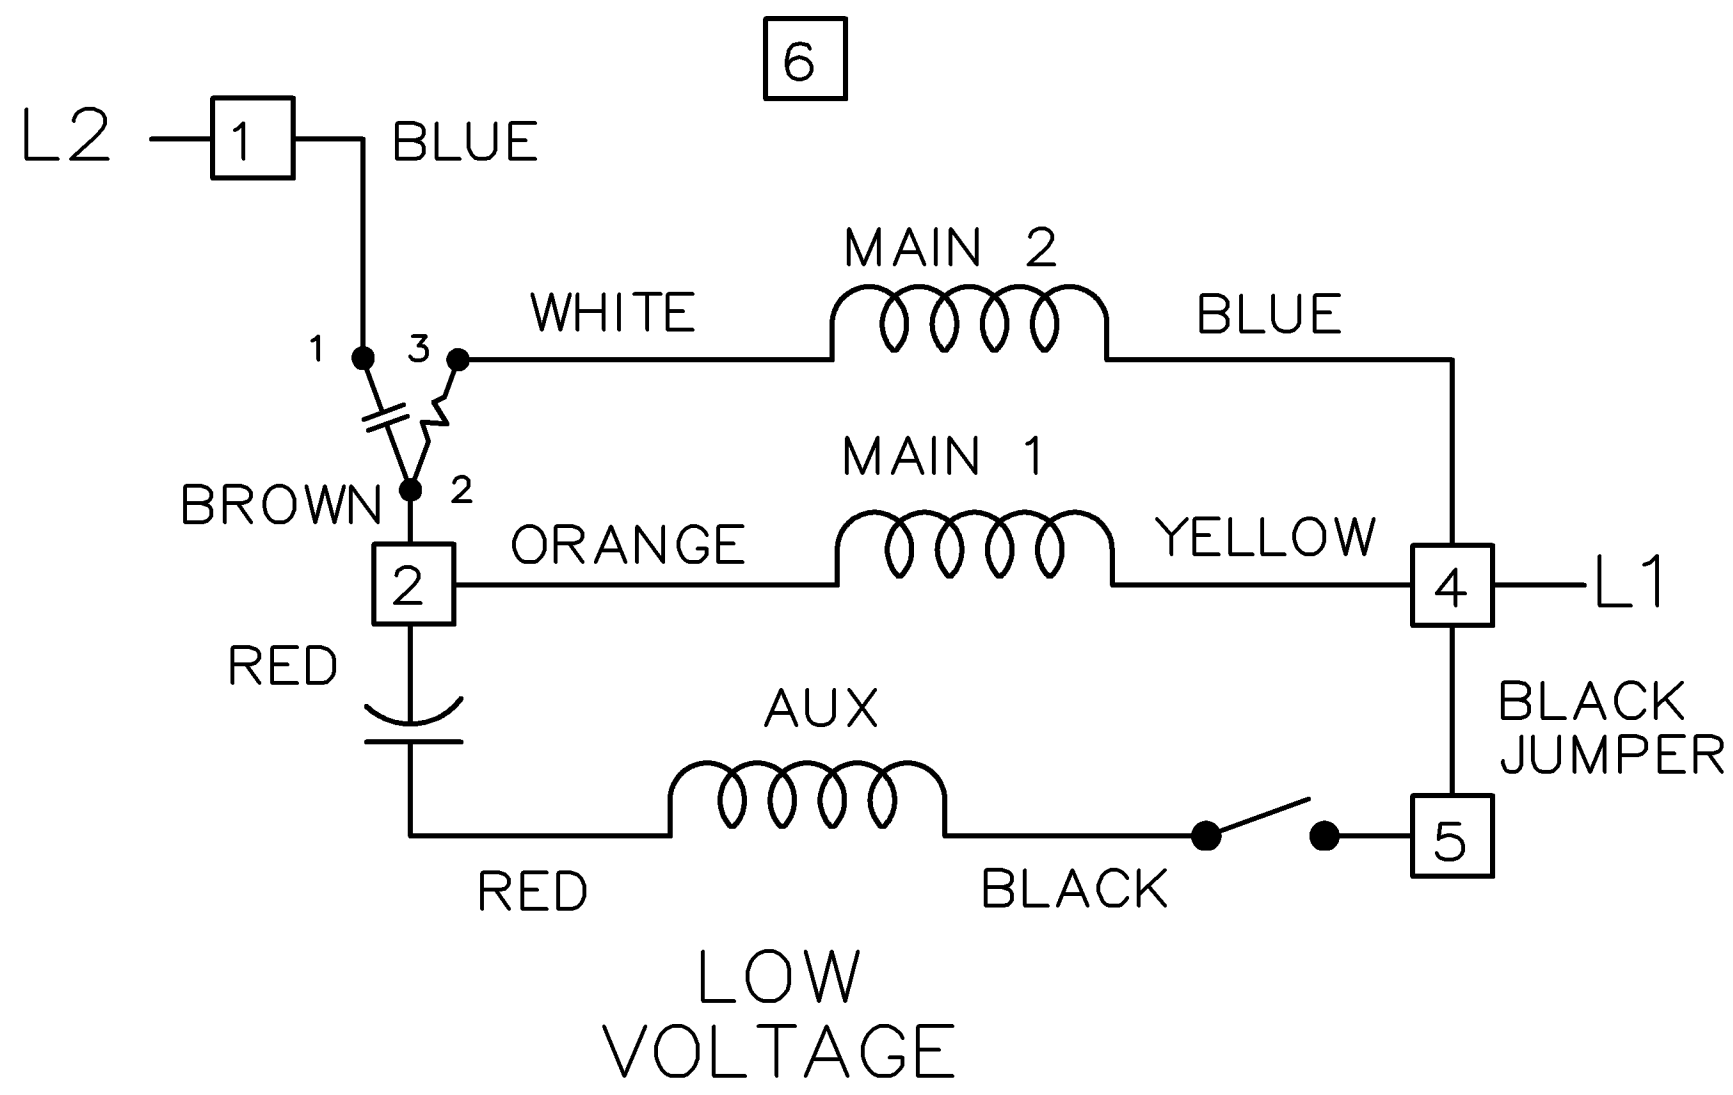 6
L2 1 BLUE
MAIN 2
WHITE BLUE
1 3
MAIN 1
BROWN 2
ORANGE YELLOW
2 4 L1
RED
AUX
BLACK
JUMPER
5
RED BLACK
LOW
VOLTAGE